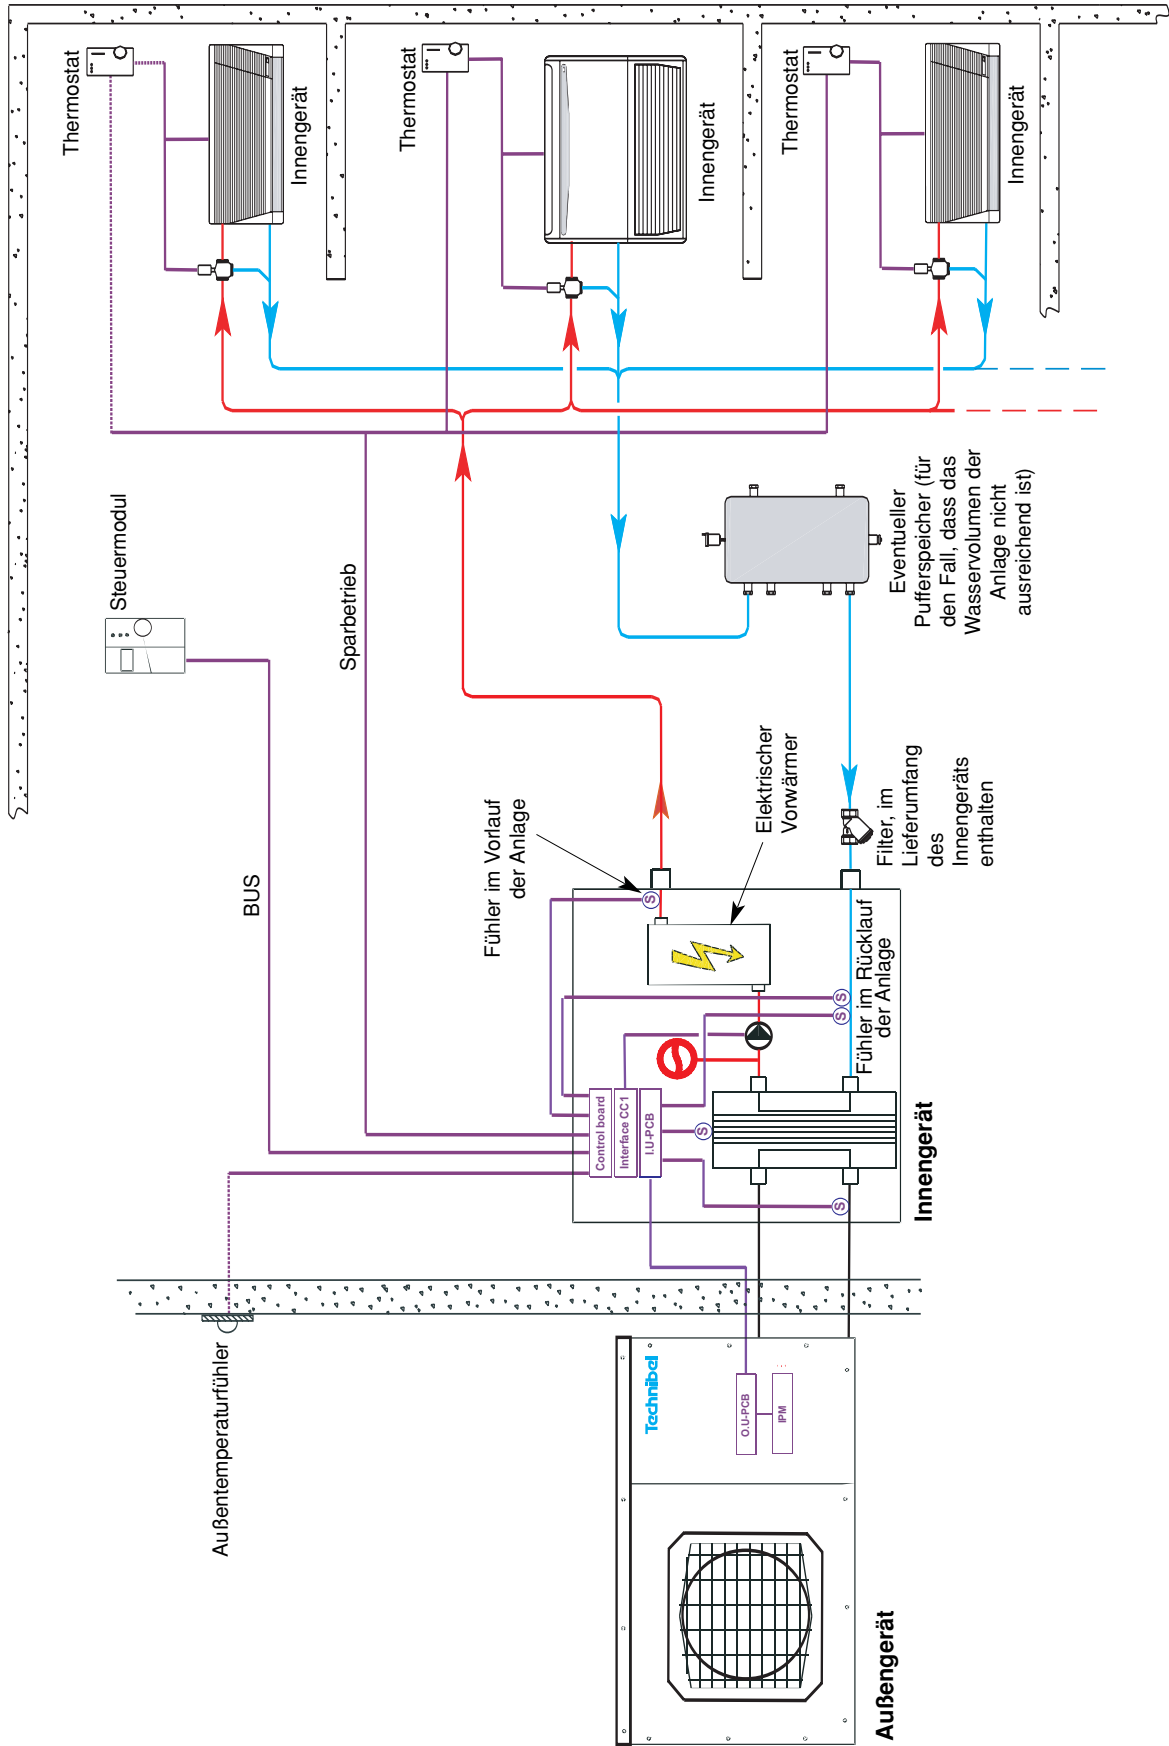 Thermostat
Innengerät
Thermostat
Innengerät
Thermostat
Innengerät
Steuermodul
Sparbetrieb
BUS
Eventueller
Pufferspeicher (für
den Fall, dass das
Wasservolumen der
Anlage nicht
ausreichend ist)
Fühler im Vorlauf
der Anlage
Elektrischer
Vorwärmer
Filter, im
Lieferumfang
des
Innengeräts
enthalten
S
S
S
Fühler im Rücklauf
der Anlage
Control board
Interface CC1
I.U-PCB
S
S
Innengerät
Außentemperaturfühler
Technibel
O.U-PCB
IPM
Außengerät